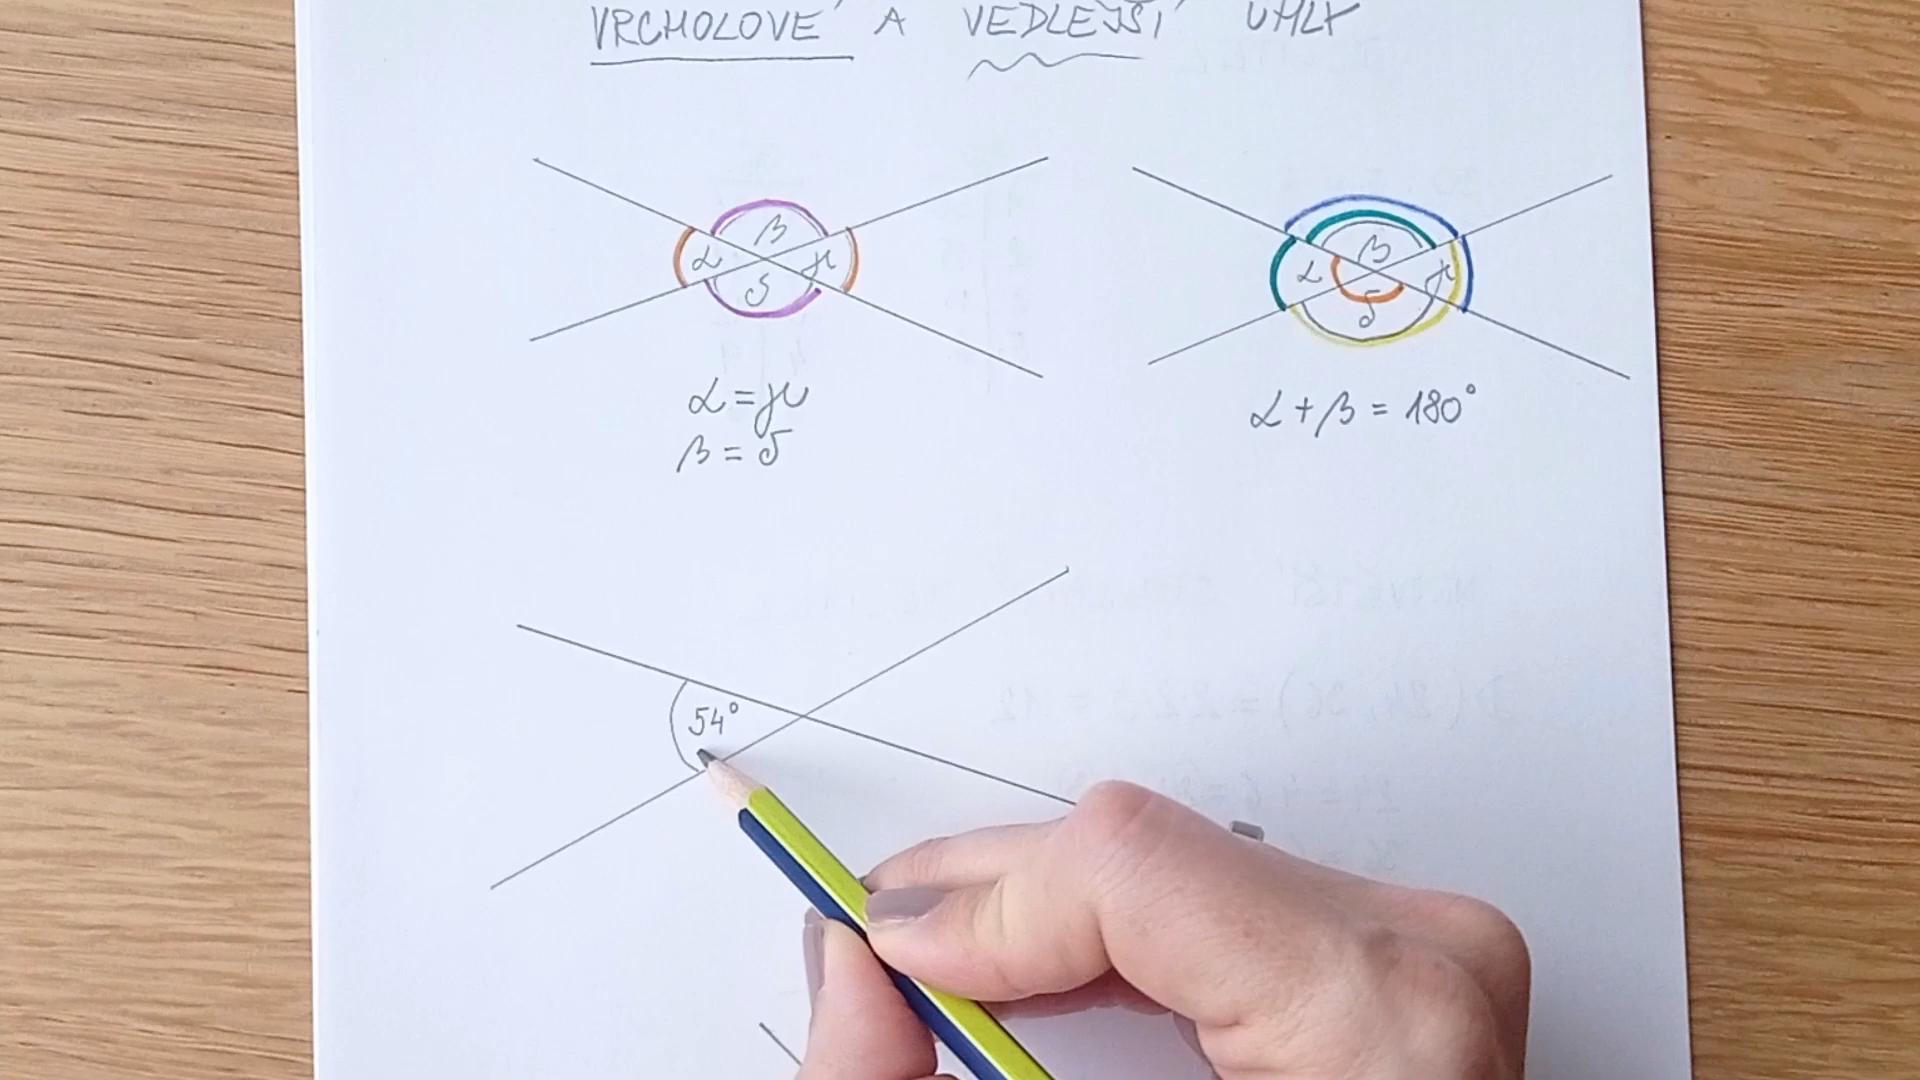 VRCHOLOVÉ A VEDLEJŠÍ ÚHLY
β
α γ
δ
β
α γ
δ
α = γ
β = δ
α + β = 180°
54°